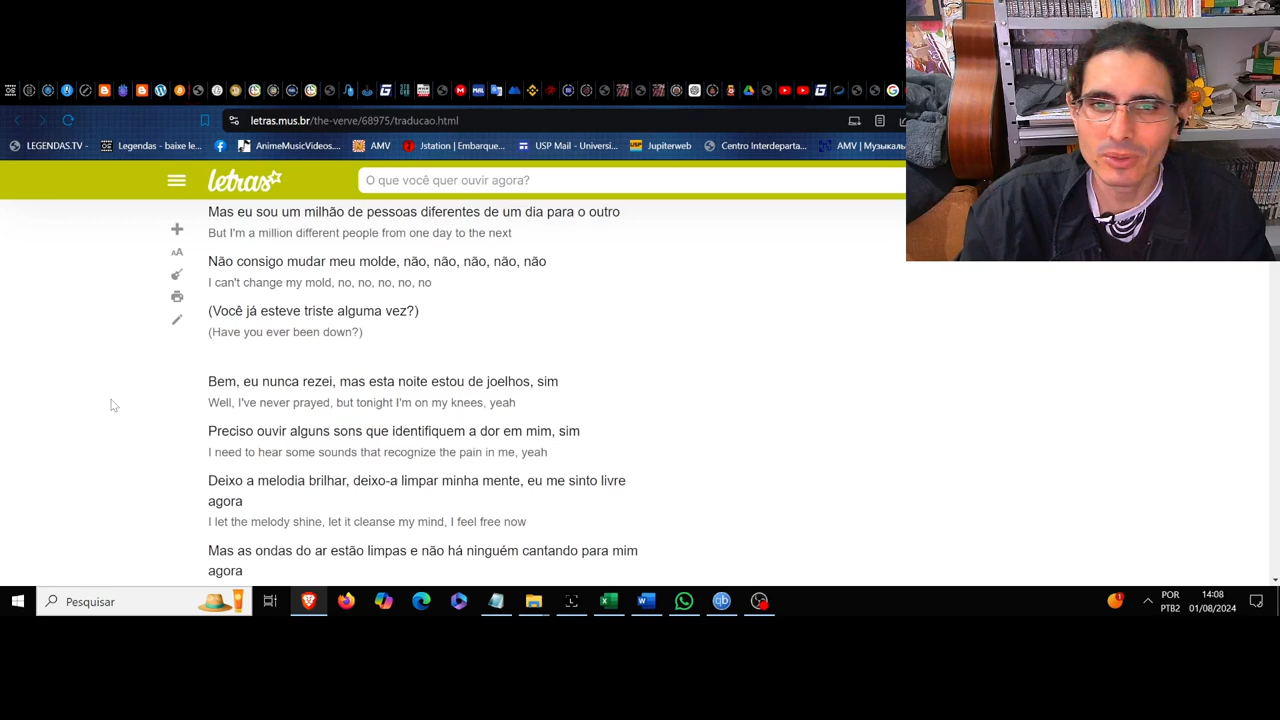 letras.mus.br/the-verve/68975/traducao.html
LEGENDAS.TV - Legendas - baixe le... AnimeMusicVideos.... AMV Jstation | Embarque... USP Mail - Universi... Jupiterweb Centro Interdeparta... AMV | Музыкаль
letras O que você quer ouvir agora?
Mas eu sou um milhão de pessoas diferentes de um dia para o outro
But I'm a million different people from one day to the next
Não consigo mudar meu molde, não, não, não, não, não
I can't change my mold, no, no, no, no, no
AA
(Você já esteve triste alguma vez?)
(Have you ever been down?)
Bem, eu nunca rezei, mas esta noite estou de joelhos, sim
Well, I've never prayed, but tonight I'm on my knees, yeah
Preciso ouvir alguns sons que identifiquem a dor em mim, sim
I need to hear some sounds that recognize the pain in me, yeah
Deixo a melodia brilhar, deixo-a limpar minha mente, eu me sinto livre
agora
I let the melody shine, let it cleanse my mind, I feel free now
Mas as ondas do ar estão limpas e não há ninguém cantando para mim
agora
Pesquisar
POR 14:08
PTB2 01/08/2024